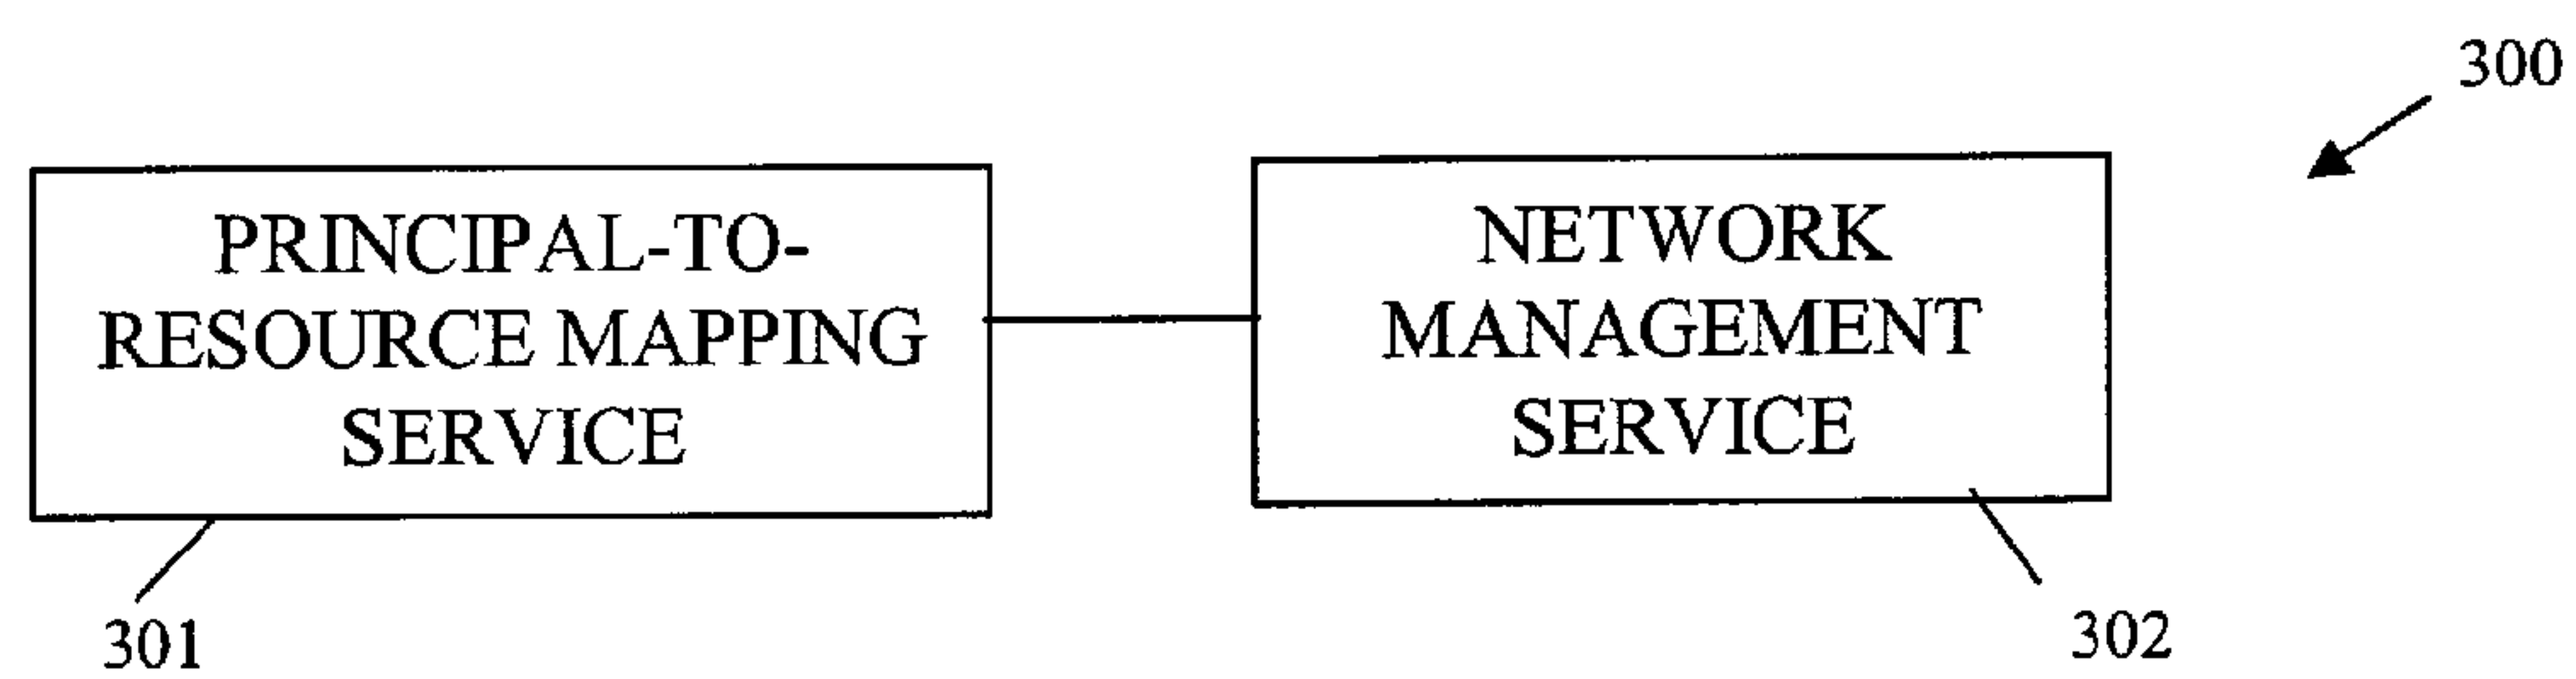 300
PRINCIPAL-TO-
RESOURCE MAPPING
SERVICE
NETWORK
MANAGEMENT
SERVICE
301
302